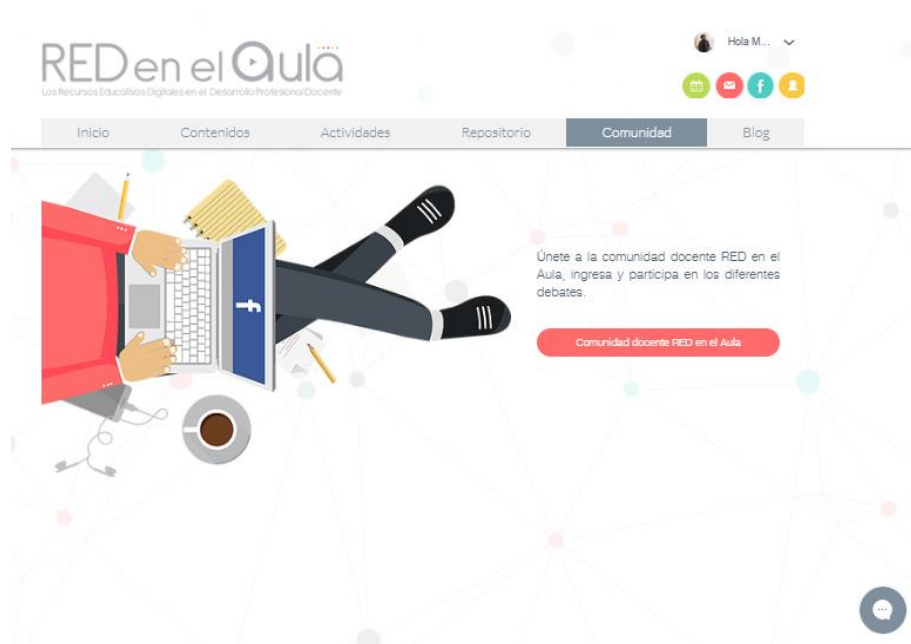 RED en el Aula
Los Recursos Educativos Digitales en el Desarrollo Profesional Docente
Hola M...
f
Inicio
Contenidos
Actividades
Repositorio
Comunidad
Blog
f
Únete a la comunidad docente RED en el
Aula, ingresa y participa en los diferentes
debates.
Comunidad docente RED en el Aula